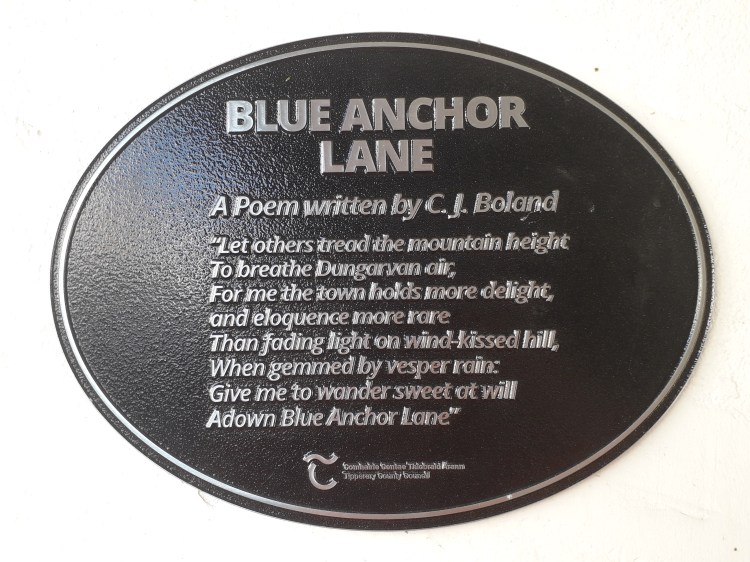 BLUE ANCHOR
LANE
A Poem written by C. J. Boland
“Let others tread the mountain height
To breathe Dungarvan air,
For me the town holds more delight,
and eloquence more rare
Than fading light on wind-kissed hill,
When gemmed by vesper rain:
Give me to wander sweet at will
Adown Blue Anchor Lane”
Comhairle Contae Thiobraid Árann
Tipperary County Council